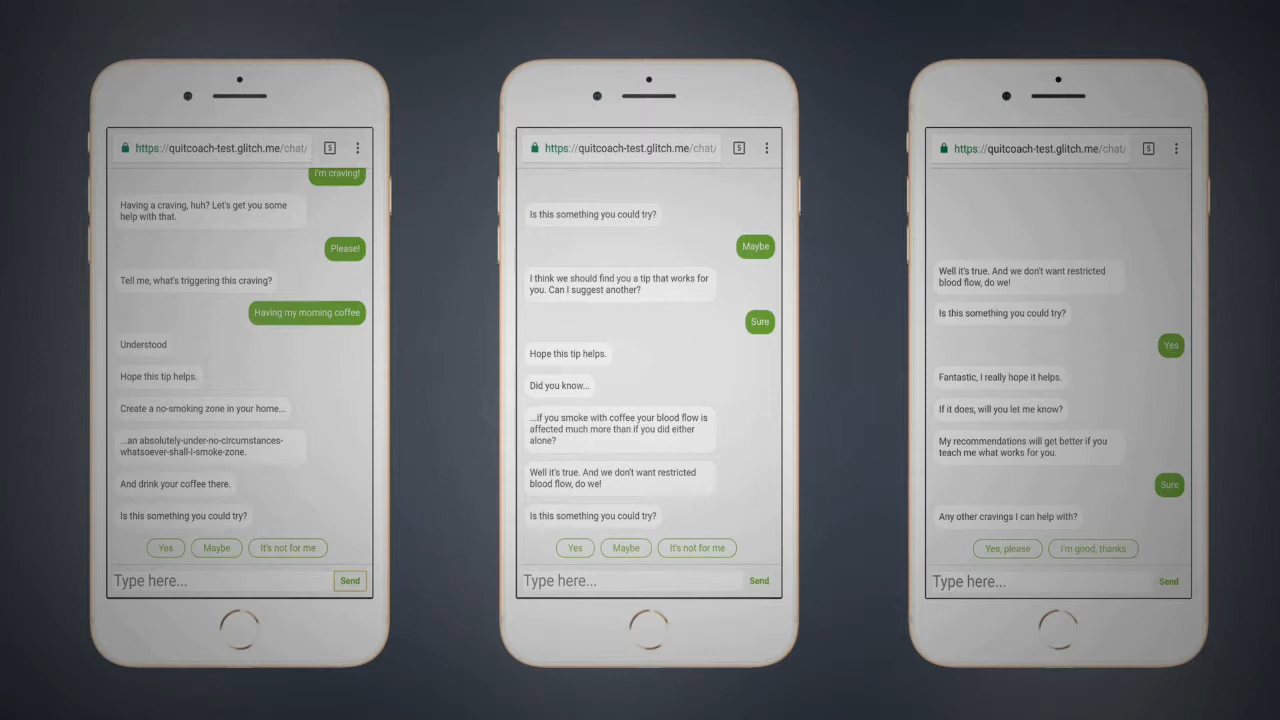 https://quitcoach-test.glitch.me/chat/
5
I'm craving!
Having a craving, huh? Let's get you some
help with that.
Please!
Tell me, what's triggering this craving?
Having my morning coffee
Understood
Hope this tip helps.
Create a no-smoking zone in your home...
...an absolutely-under-no-circumstances-
whatsoever-shall-I-smoke-zone.
And drink your coffee there.
Is this something you could try?
Yes
Maybe
It's not for me
Type here...
Send
https://quitcoach-test.glitch.me/chat/
5
Is this something you could try?
Maybe
I think we should find you a tip that works for
you. Can I suggest another?
Sure
Hope this tip helps.
Did you know...
...if you smoke with coffee your blood flow is
affected much more than if you did either
alone?
Well it's true. And we don't want restricted
blood flow, do we!
Is this something you could try?
Yes
Maybe
It's not for me
Type here...
Send
https://quitcoach-test.glitch.me/chat/
5
Well it's true. And we don't want restricted
blood flow, do we!
Is this something you could try?
Yes
Fantastic, I really hope it helps.
If it does, will you let me know?
My recommendations will get better if you
teach me what works for you.
Sure
Any other cravings I can help with?
Yes, please
I'm good, thanks
Type here...
Send